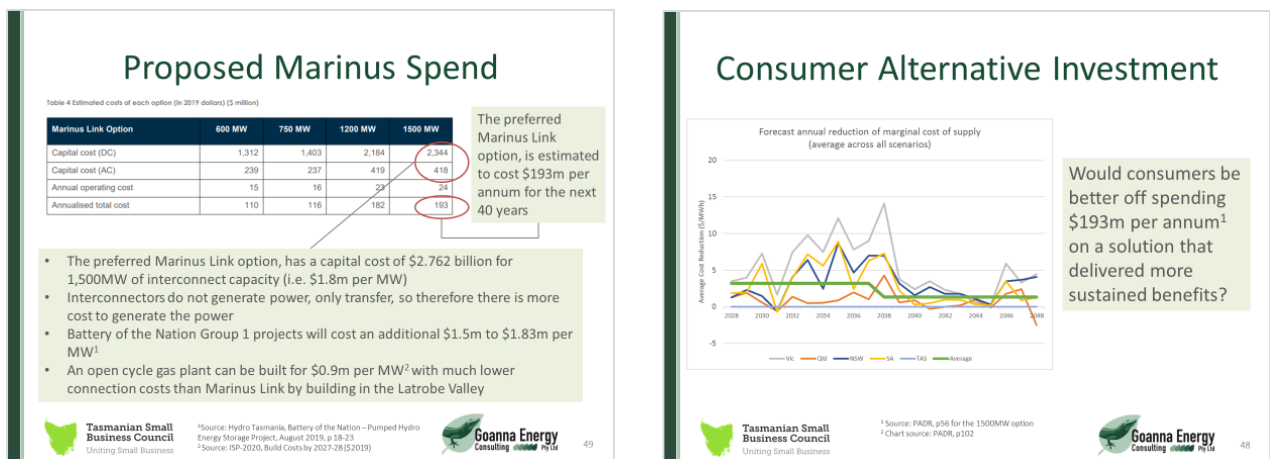 Proposed Marinus Spend
Table 4 Estimated costs of each option (in 2019 dollars) ($ million)
Marinus Link Option 600 MW 750 MW 1200 MW 1500 MW
Capital cost (DC) 1,312 1,403 2,184 2,344
Capital cost (AC) 239 237 419 418
Annual operating cost 15 16 23 24
Annualised total cost 110 116 182 193
The preferred
Marinus Link
option, is estimated
to cost $193m per
annum for the next
40 years
• The preferred Marinus Link option, has a capital cost of $2.762 billion for
1,500MW of interconnect capacity (i.e. $1.8m per MW)
• Interconnectors do not generate power, only transfer, so therefore there is more
cost to generate the power
• Battery of the Nation Group 1 projects will cost an additional $1.5m to $1.83m per
MW1
• An open cycle gas plant can be built for $0.9m per MW2 with much lower
connection costs than Marinus Link by building in the Latrobe Valley
Tasmanian Small
Business Council
Uniting Small Business
1Source: Hydro Tasmania, Battery of the Nation – Pumped Hydro
Energy Storage Project, August 2019, p 18-23
2 Source: ISP-2020, Build Costs by 2027-28 ($2019)
Goanna Energy
Consulting Pty Ltd
49
Consumer Alternative Investment
Forecast annual reduction of marginal cost of supply
(average across all scenarios)
Average Cost Reduction ($/MWh)
20
15
10
5
0
-5
2028 2030 2032 2034 2036 2038 2040 2042 2044 2046 2048
Vic Qld NSW SA TAS Average
Would consumers be
better off spending
$193m per annum1
on a solution that
delivered more
sustained benefits?
Tasmanian Small
Business Council
Uniting Small Business
1 Source: PADR, p56 for the 1500MW option
2 Chart source: PADR, p102
Goanna Energy
Consulting Pty Ltd
48